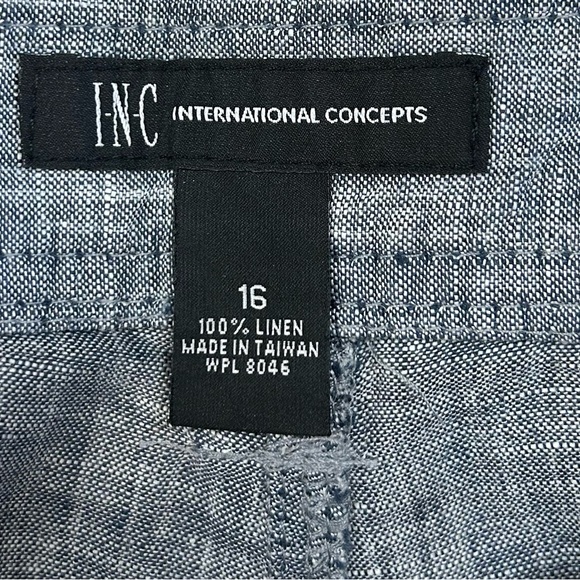 I·N·C INTERNATIONAL CONCEPTS
16
100% LINEN
MADE IN TAIWAN
WPL 8046